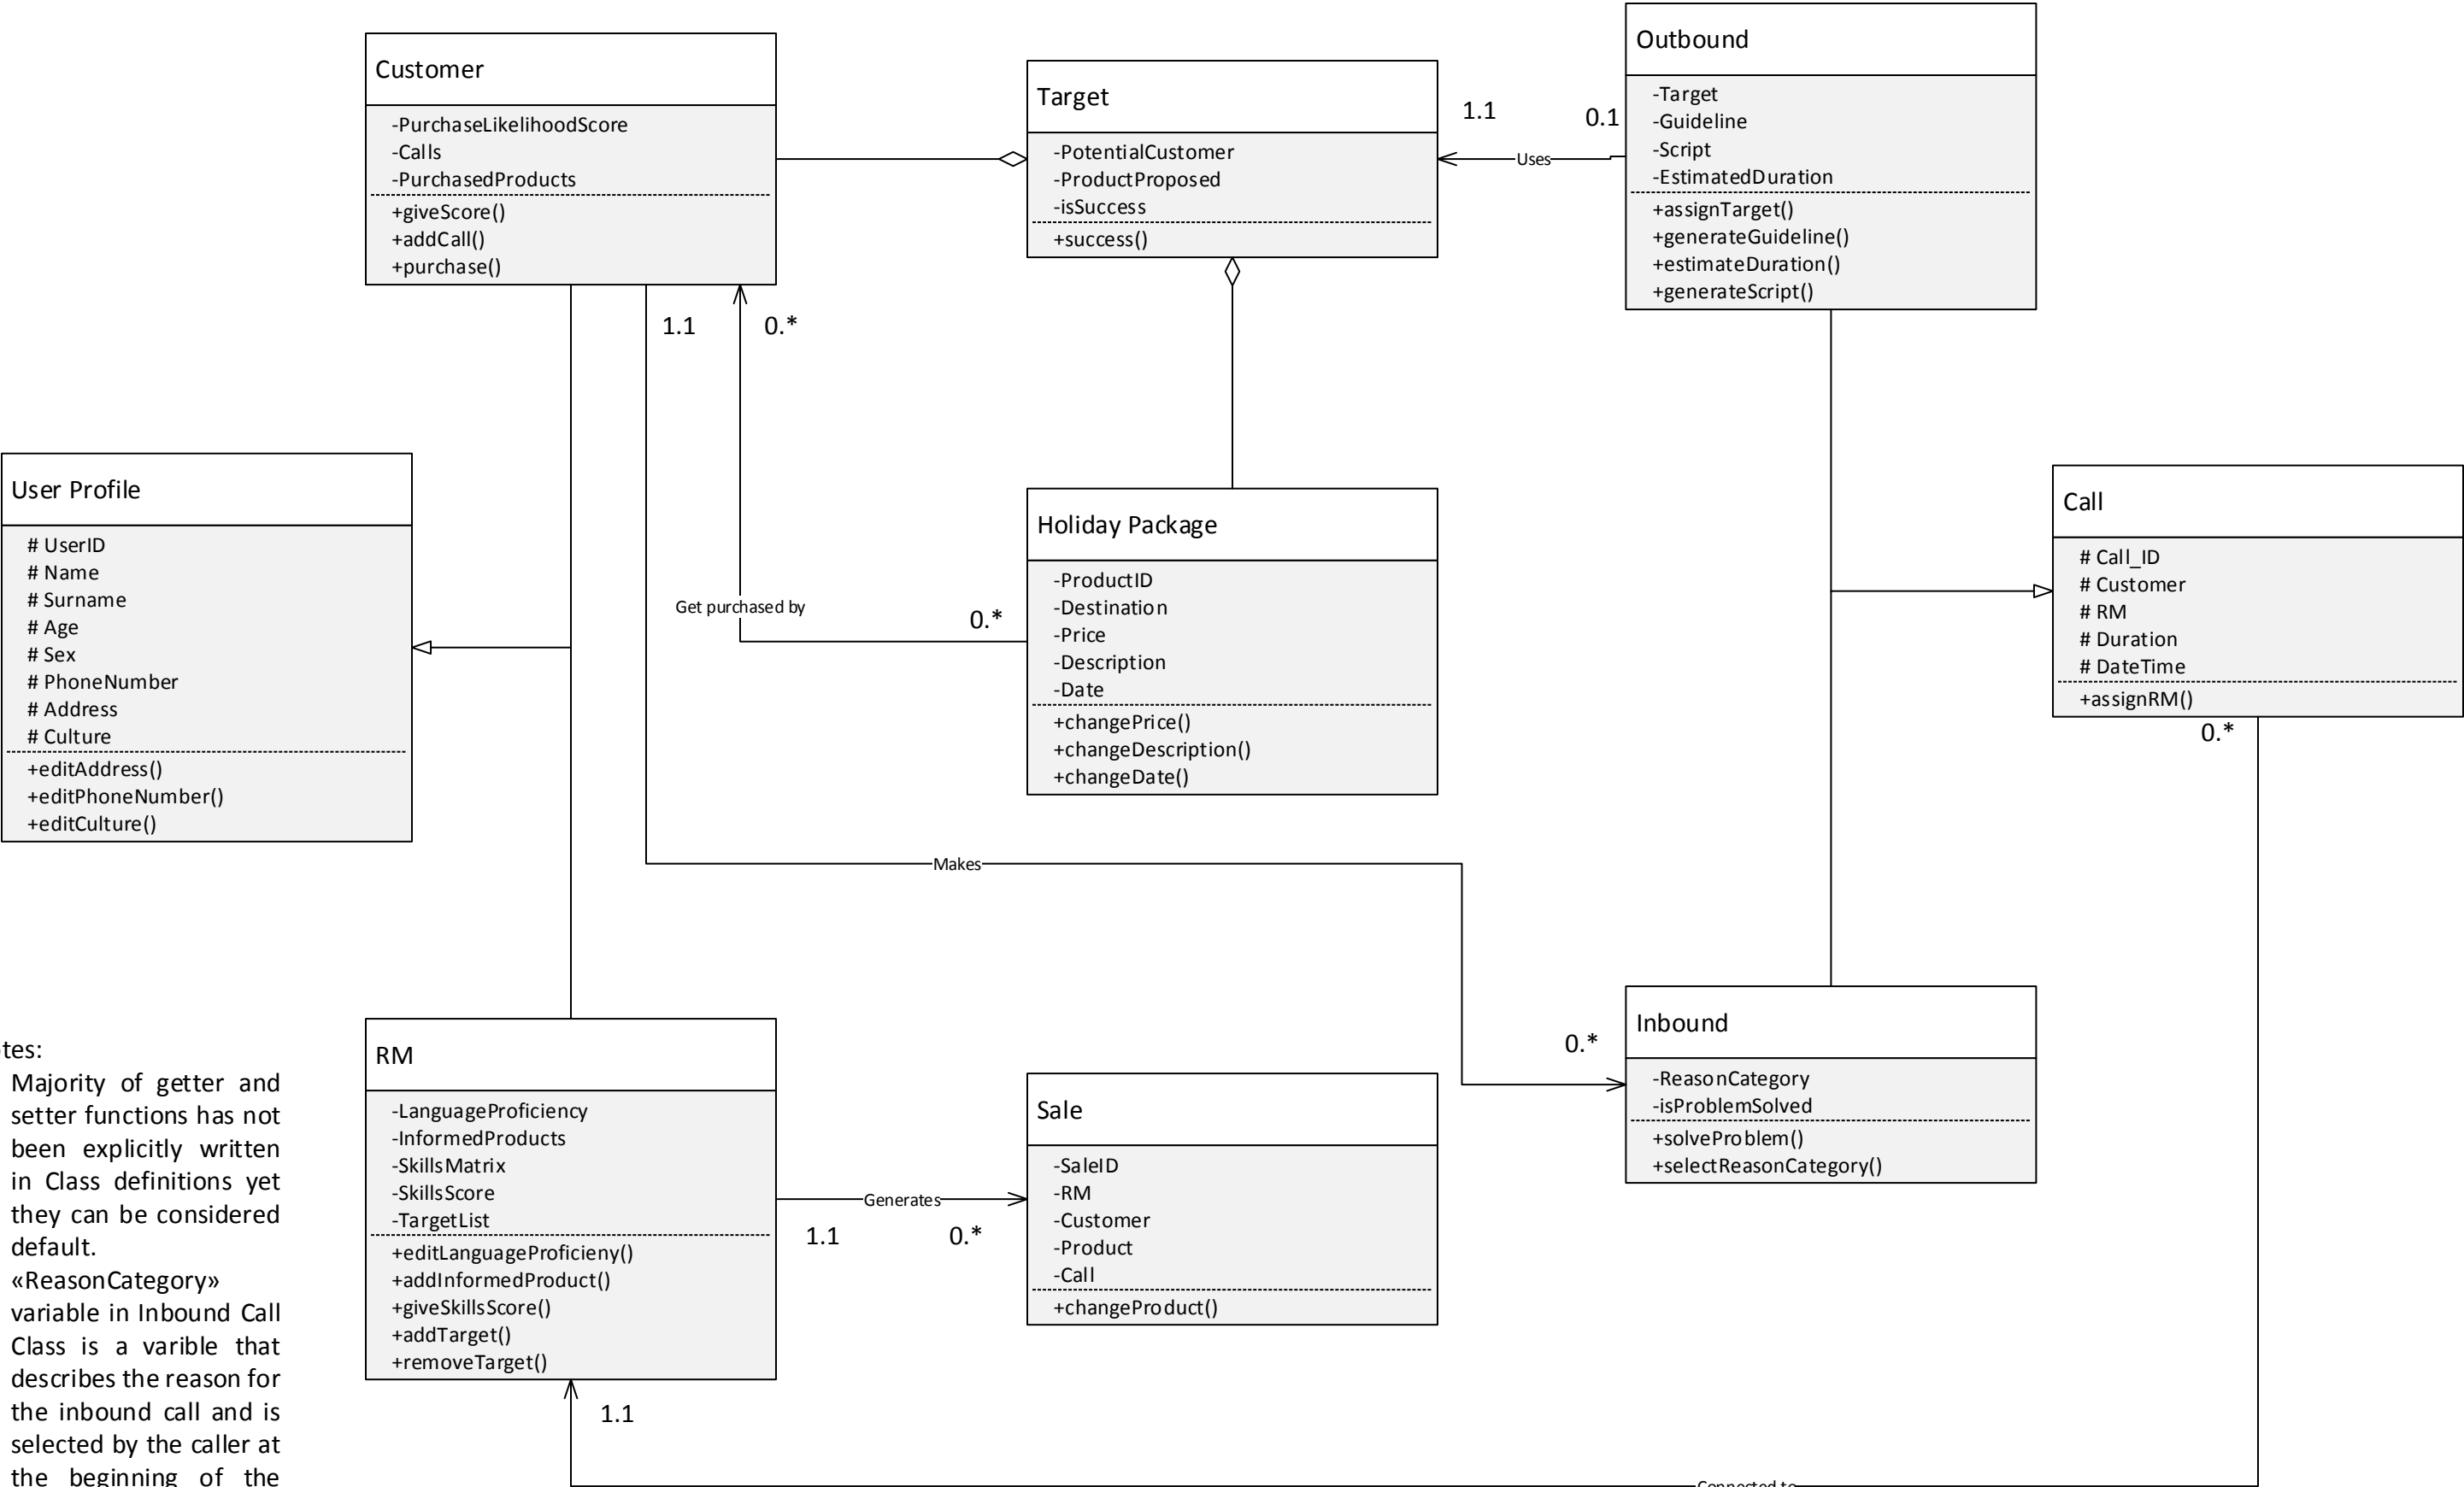 Customer
-PurchaseLikelihoodScore
-Calls
-PurchasedProducts
+giveScore()
+addCall()
+purchase()
Target
-PotentialCustomer
-ProductProposed
-isSuccess
+success()
1.1
0.1
Uses
Outbound
-Target
-Guideline
-Script
-EstimatedDuration
+assignTarget()
+generateGuideline()
+estimateDuration()
+generateScript()
1.1
0.*
User Profile
# UserID
# Name
# Surname
# Age
# Sex
# PhoneNumber
# Address
# Culture
+editAddress()
+editPhoneNumber()
+editCulture()
Get purchased by
0.*
Holiday Package
-ProductID
-Destination
-Price
-Description
-Date
+changePrice()
+changeDescription()
+changeDate()
Call
# Call_ID
# Customer
# RM
# Duration
# DateTime
+assignRM()
0.*
Makes
0.*
Inbound
-ReasonCategory
-isProblemSolved
+solveProblem()
+selectReasonCategory()
RM
-LanguageProficiency
-InformedProducts
-SkillsMatrix
-SkillsScore
-TargetList
+editLanguageProficieny()
+addInformedProduct()
+giveSkillsScore()
+addTarget()
+removeTarget()
Generates
1.1
0.*
Sale
-SaleID
-RM
-Customer
-Product
-Call
+changeProduct()
1.1
Connected to
tes:
Majority of getter and
setter functions has not
been explicitly written
in Class definitions yet
they can be considered
default.
«ReasonCategory»
variable in Inbound Call
Class is a varible that
describes the reason for
the inbound call and is
selected by the caller at
the beginning of the